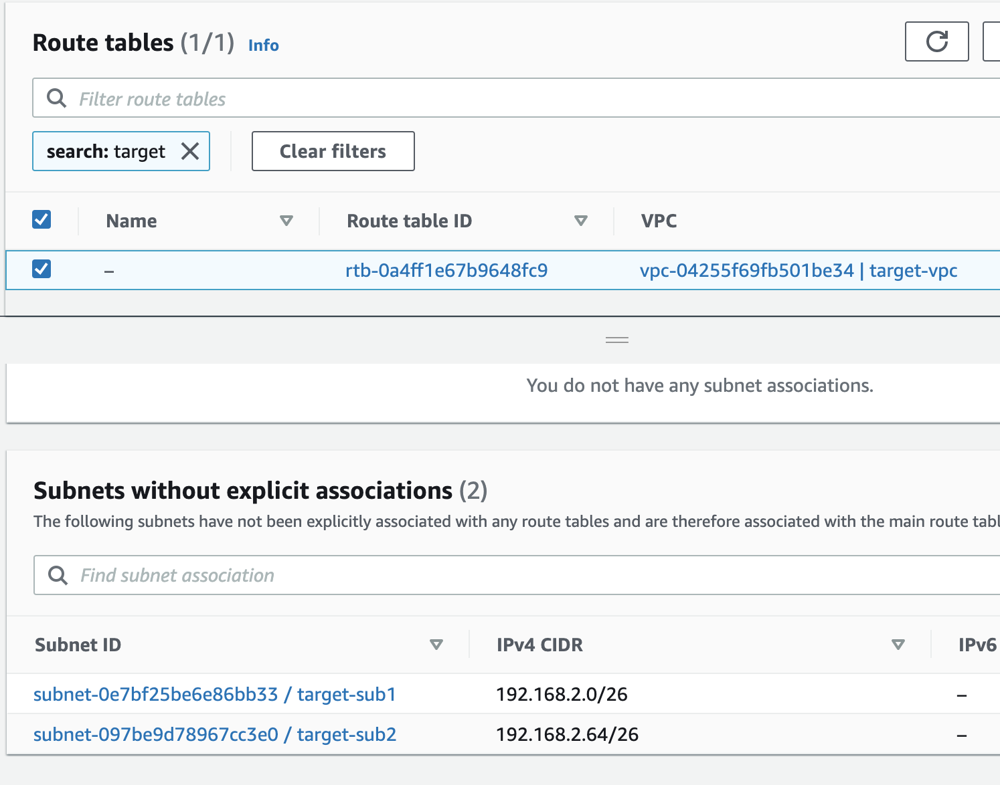 Route tables (1/1) Info
Filter route tables
search: target
Clear filters
Name Route table ID VPC
– rtb-0a4ff1e67b9648fc9 vpc-04255f69fb501be34 | target-vpc
You do not have any subnet associations.
Subnets without explicit associations (2)
The following subnets have not been explicitly associated with any route tables and are therefore associated with the main route tabl
Find subnet association
Subnet ID IPv4 CIDR IPv6
subnet-0e7bf25be6e86bb33 / target-sub1 192.168.2.0/26 –
subnet-097be9d78967cc3e0 / target-sub2 192.168.2.64/26 –